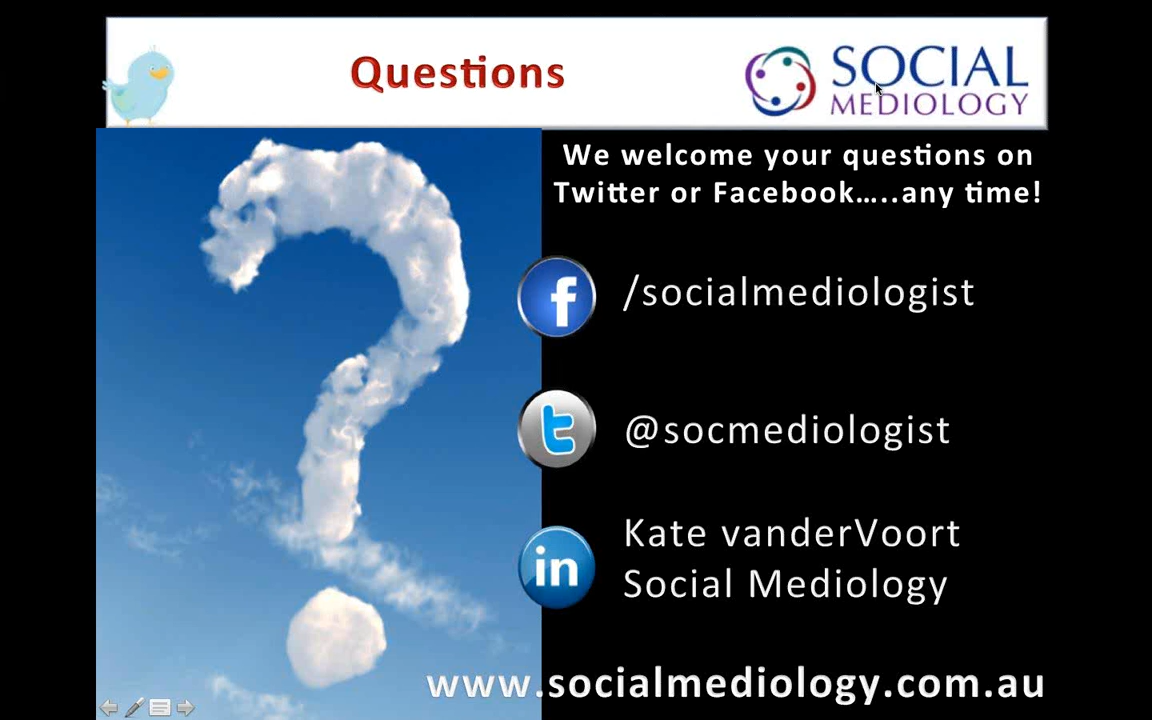 Questions
SOCIAL
MEDIOLOGY
We welcome your questions on
Twitter or Facebook…..any time!
f
/socialmediologist
t
@socmediologist
in
Kate vanderVoort
Social Mediology
www.socialmediology.com.au